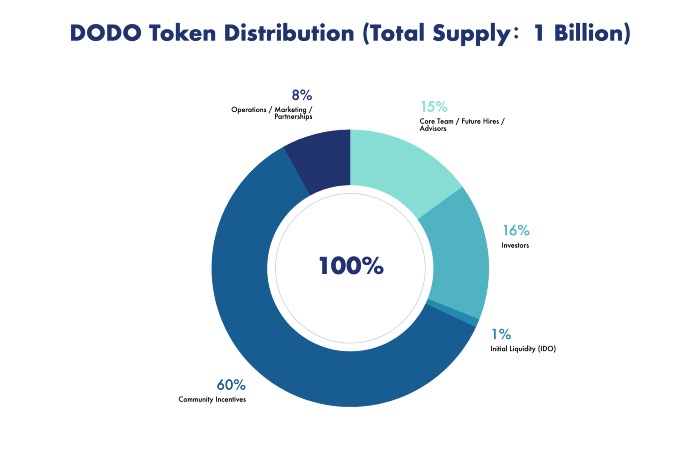 DODO Token Distribution (Total Supply：1 Billion)
8%
Operations / Marketing /
Partnerships
15%
Core Team / Future Hires /
Advisors
16%
Investors
100%
1%
Initial Liquidity (IDO)
60%
Community Incentives